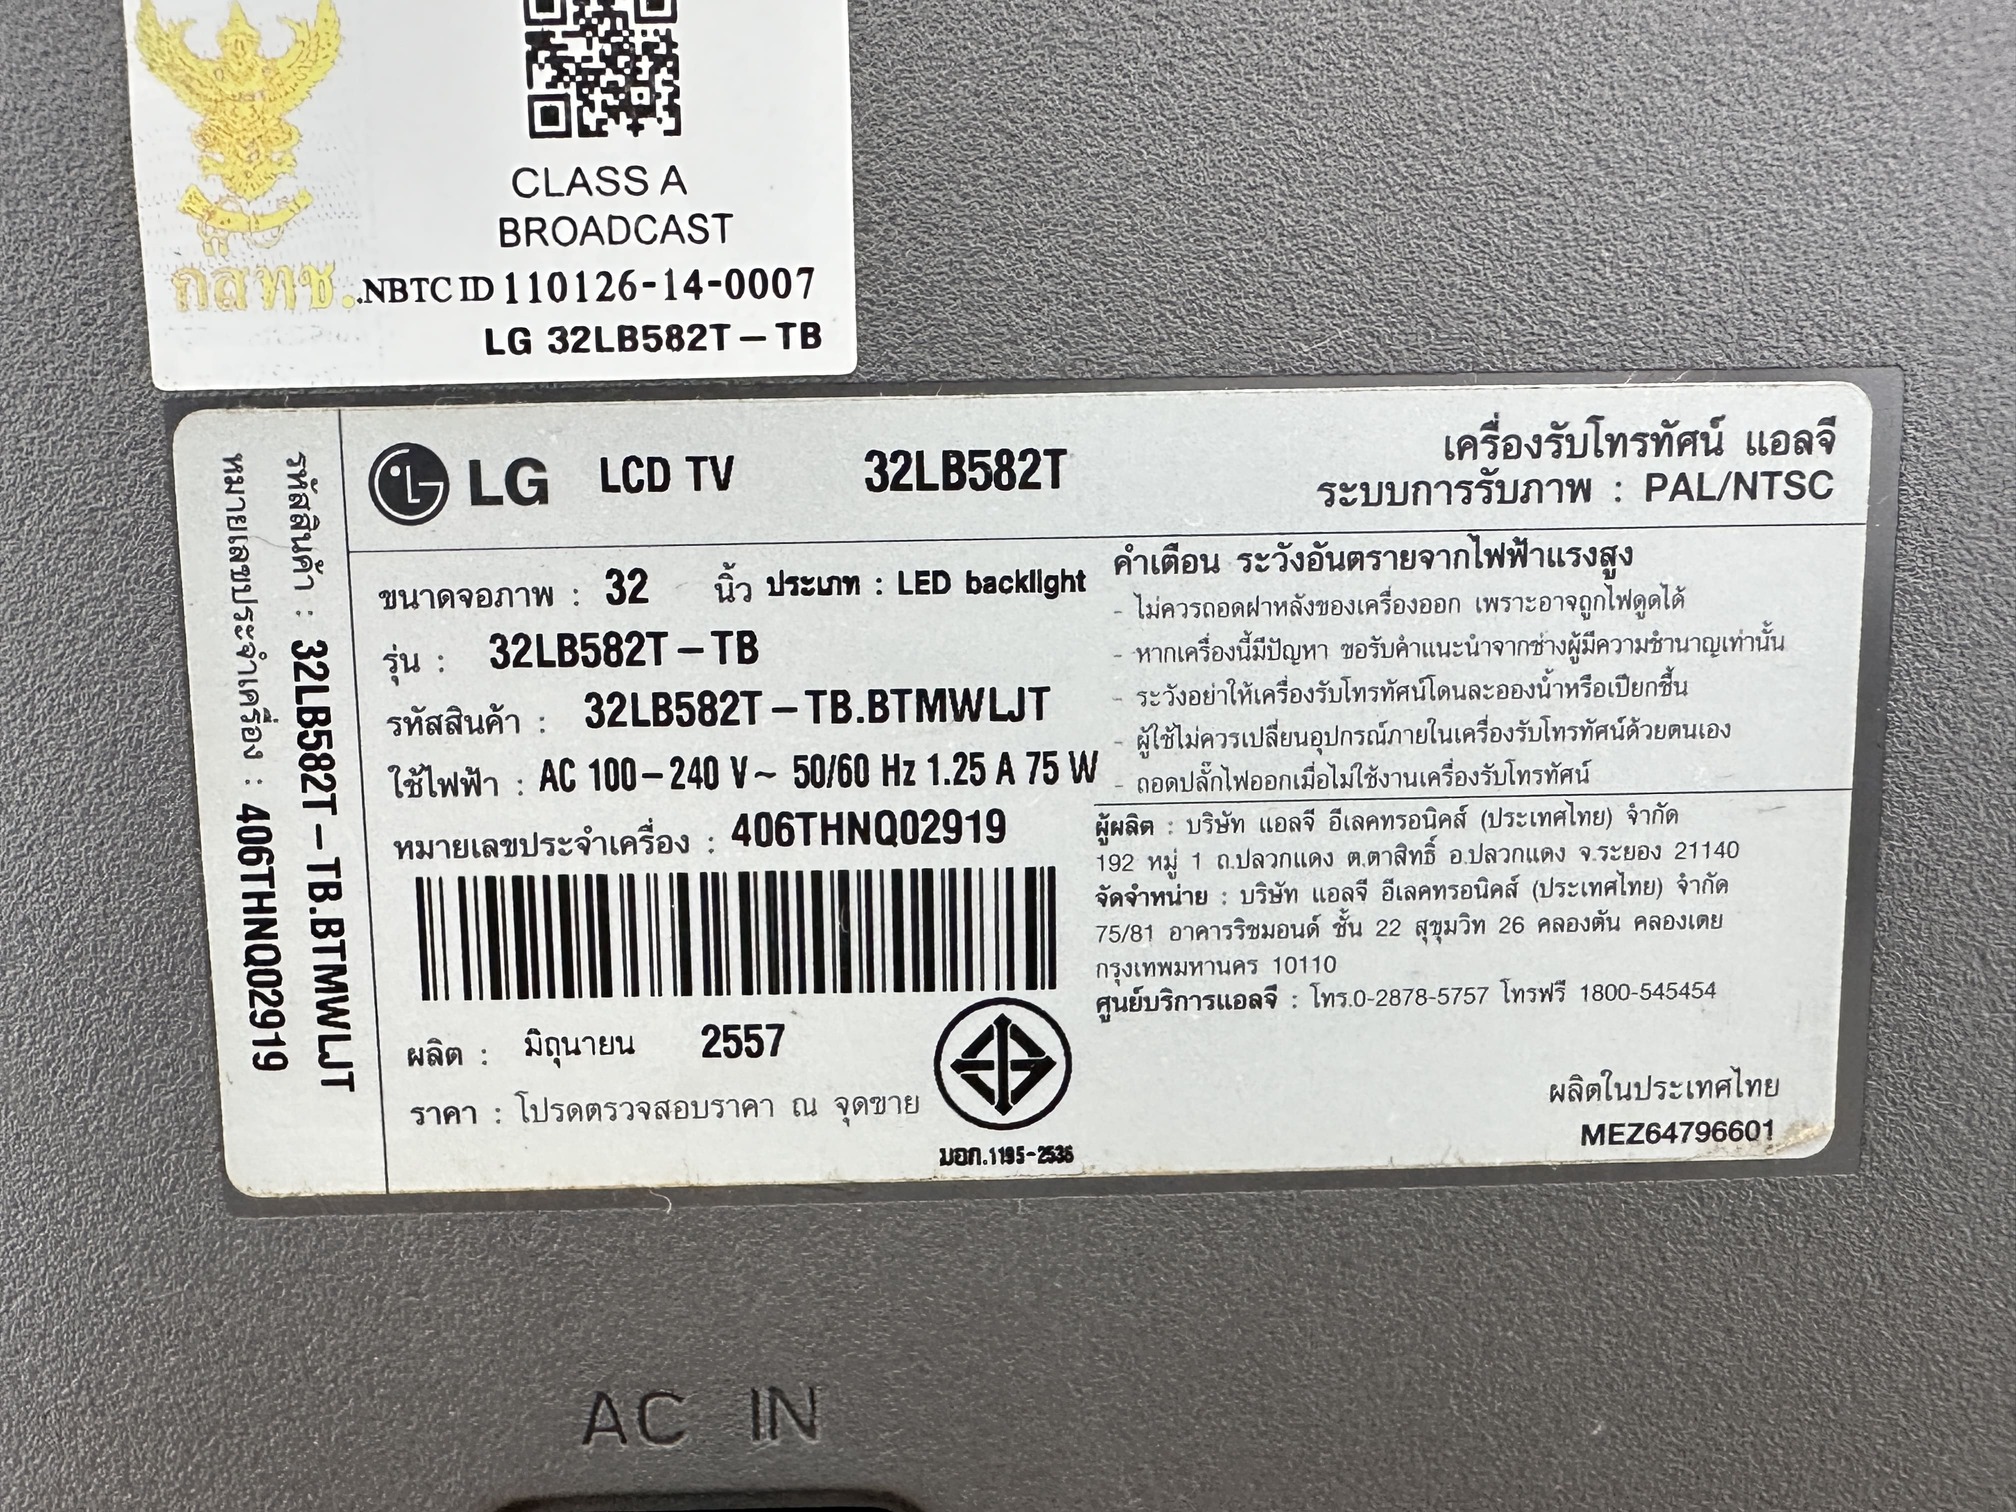 CLASS A
BROADCAST
กสทช.
.NBTC ID 110126-14-0007
LG 32LB582T-TB
รหัสสินค้า : 32LB582T-TB.BTMWLJT
หมายเลขประจำเครื่อง : 406THNQ02919
LG LCD TV 32LB582T
เครื่องรับโทรทัศน์ แอลจี
ระบบการรับภาพ : PAL/NTSC
ขนาดจอภาพ : 32 นิ้ว ประเภท : LED backlight
รุ่น : 32LB582T-TB
รหัสสินค้า : 32LB582T-TB.BTMWLJT
ใช้ไฟฟ้า : AC 100-240 V~ 50/60 Hz 1.25 A 75 W
หมายเลขประจำเครื่อง : 406THNQ02919
ผลิต : มิถุนายน 2557
ราคา : โปรดตรวจสอบราคา ณ จุดขาย
มอก.1195-2536
คำเตือน ระวังอันตรายจากไฟฟ้าแรงสูง
- ไม่ควรถอดฝาหลังของเครื่องออก เพราะอาจถูกไฟดูดได้
- หากเครื่องนี้มีปัญหา ขอรับคำแนะนำจากช่างผู้มีความชำนาญเท่านั้น
- ระวังอย่าให้เครื่องรับโทรทัศน์โดนละอองน้ำหรือเปียกชื้น
- ผู้ใช้ไม่ควรเปลี่ยนอุปกรณ์ภายในเครื่องรับโทรทัศน์ด้วยตนเอง
- ถอดปลั๊กไฟออกเมื่อไม่ใช้งานเครื่องรับโทรทัศน์
ผู้ผลิต : บริษัท แอลจี อีเลคทรอนิคส์ (ประเทศไทย) จำกัด
192 หมู่ 1 ถ.ปลวกแดง ต.ตาสิทธิ์ อ.ปลวกแดง จ.ระยอง 21140
จัดจำหน่าย : บริษัท แอลจี อีเลคทรอนิคส์ (ประเทศไทย) จำกัด
75/81 อาคารริชมอนด์ ชั้น 22 สุขุมวิท 26 คลองตัน คลองเตย
กรุงเทพมหานคร 10110
ศูนย์บริการแอลจี : โทร.0-2878-5757 โทรฟรี 1800-545454
ผลิตในประเทศไทย
MEZ64796601
AC IN